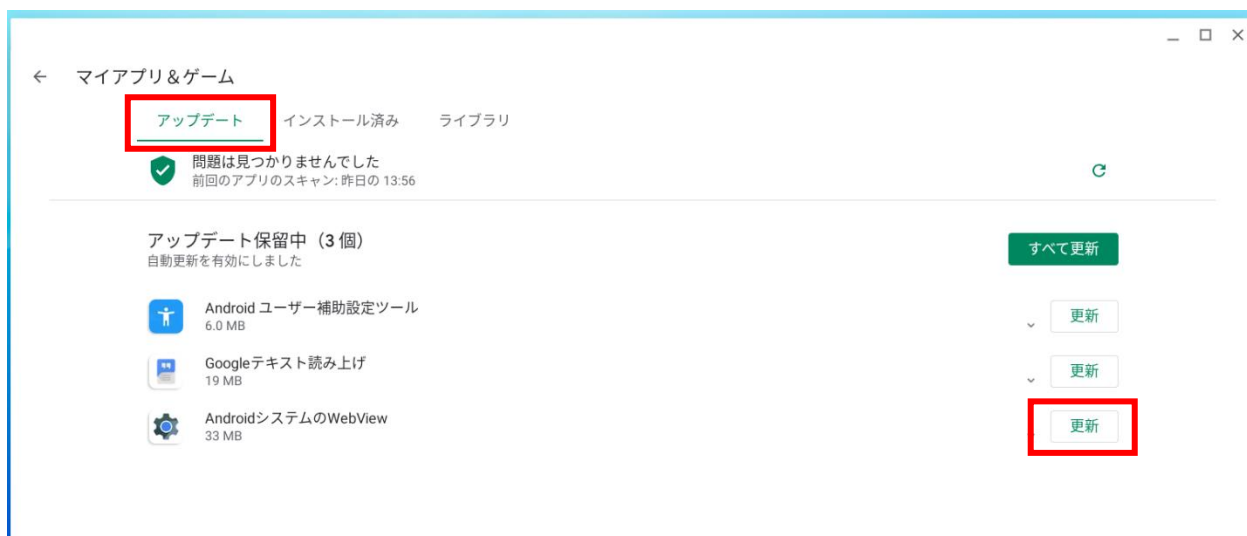 マイアプリ&ゲーム
アップデート インストール済み ライブラリ
問題は見つかりませんでした
前回のアプリのスキャン: 昨日の 13:56
アップデート保留中（3 個）
自動更新を有効にしました
すべて更新
Android ユーザー補助設定ツール
6.0 MB
更新
Googleテキスト読み上げ
19 MB
更新
AndroidシステムのWebView
33 MB
更新